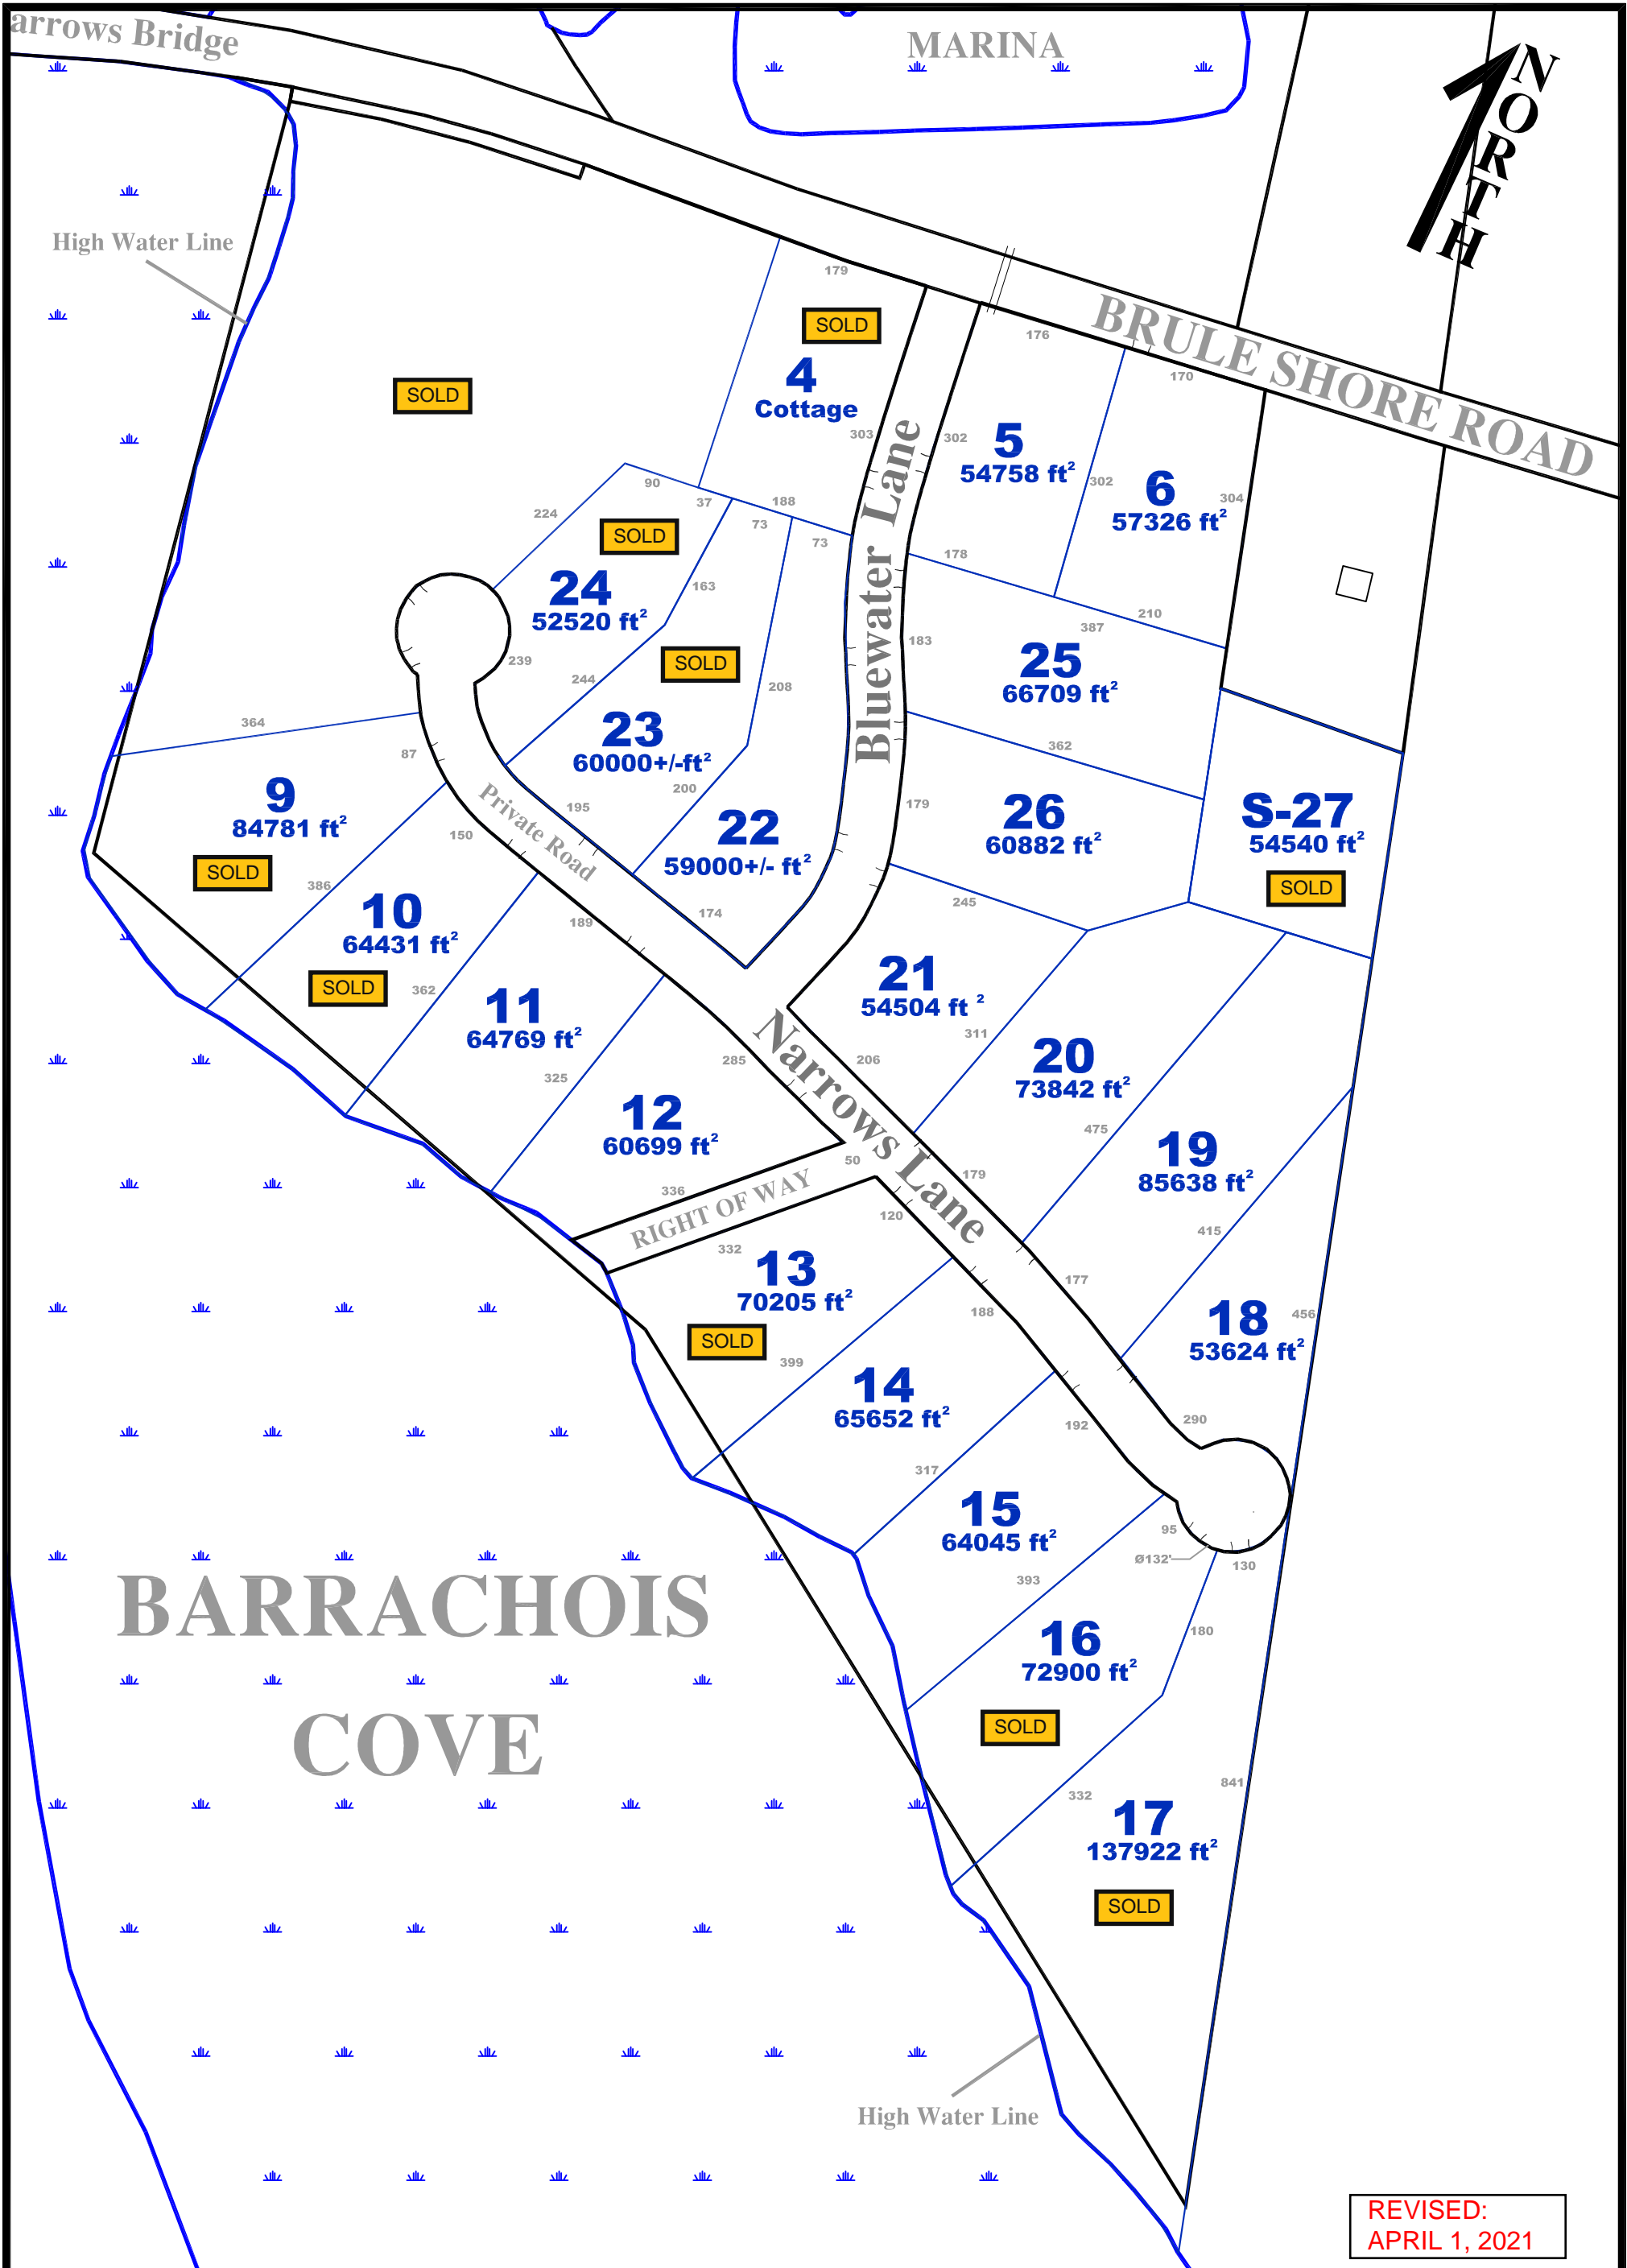 arrows Bridge
MARINA
NORTH
High Water Line
179
SOLD
BRULE SHORE ROAD
176
170
SOLD
4
Cottage
303
302
5
54758 ft²
302
6
57326 ft²
304
Bluewater Lane
90
37
188
224
73
73
SOLD
178
24
52520 ft²
163
210
387
239
SOLD
183
25
66709 ft²
244
208
364
23
60000+/-ft²
87
362
200
Private Road
195
179
9
84781 ft²
150
22
59000+/- ft²
26
60882 ft²
S-27
54540 ft²
SOLD
SOLD
386
245
10
64431 ft²
189
174
SOLD
362
21
54504 ft²
11
64769 ft²
311
Narrows Lane
285
206
20
73842 ft²
325
12
60699 ft²
475
19
85638 ft²
50
179
336
RIGHT OF WAY
120
332
415
13
70205 ft²
177
188
456
18
53624 ft²
SOLD
399
14
65652 ft²
192
290
317
15
64045 ft²
95
Ø132'
130
393
BARRACHOIS
COVE
16
72900 ft²
180
SOLD
841
332
17
137922 ft²
SOLD
High Water Line
REVISED:
APRIL 1, 2021